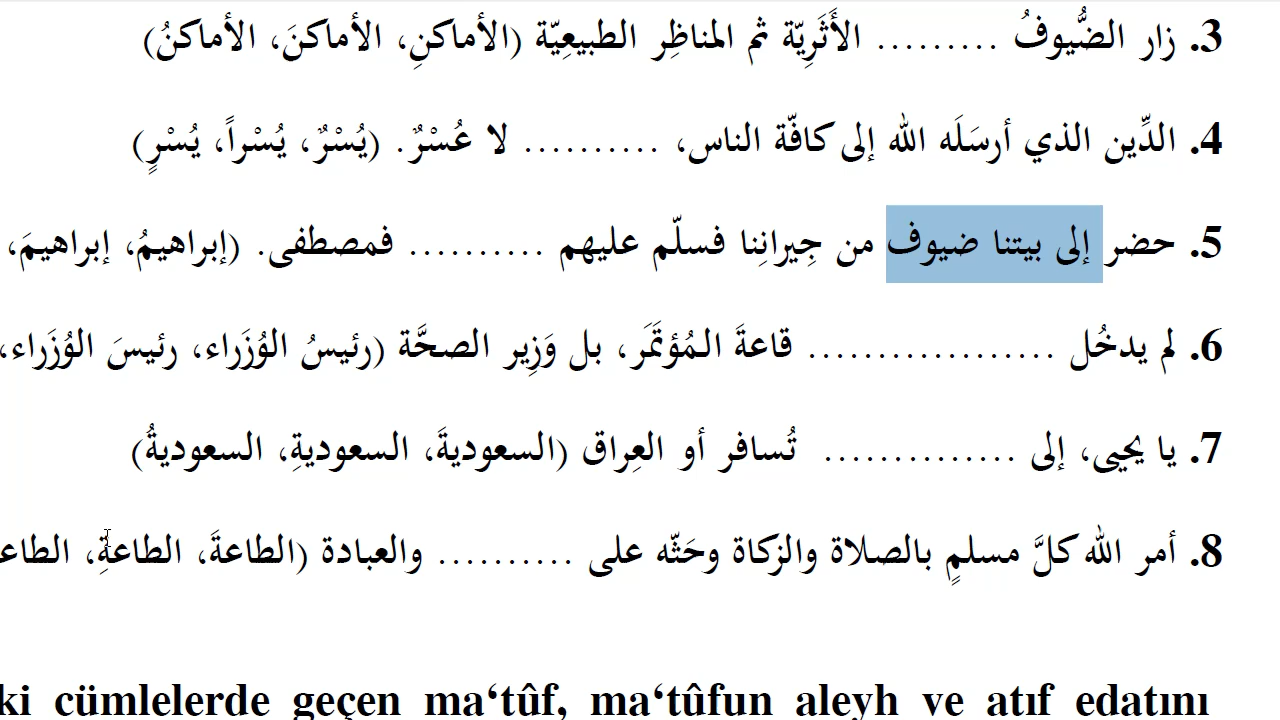 3. زار الضُّيوفُ ......... الأَثَرِيّة ثم المناظِر الطبيعِيّة (الأماكنِ، الأماكنَ، الأماكنُ)
4. الدِّين الذي أرسَلَه الله إلى كافّة الناس، .......... لا عُسْرٌ. (يُسْرٌ، يُسْراً، يُسْرٍ)
5. حضر إلى بيتنا ضيوف من جِيرانِنا فسلّم عليهم .......... فمصطفى. (إبراهيمُ، إبراهيمَ،
6. لم يدخُل .................. قاعةَ المُؤتَمَر، بل وَزِير الصحَّة (رئيسُ الوُزَراء، رئيسَ الوُزَراء،
7. يا يحيى، إلى .............. تُسافر أو العِراق (السعوديةَ، السعوديةِ، السعوديةُ)
8. أمر الله كلَّ مسلمٍ بالصلاة والزكاة وحَثّه على .......... والعبادة (الطاعةَ، الطاعةِ،
ki cümlelerde geçen ma‘tûf, ma‘tûfun aleyh ve atıf edatını